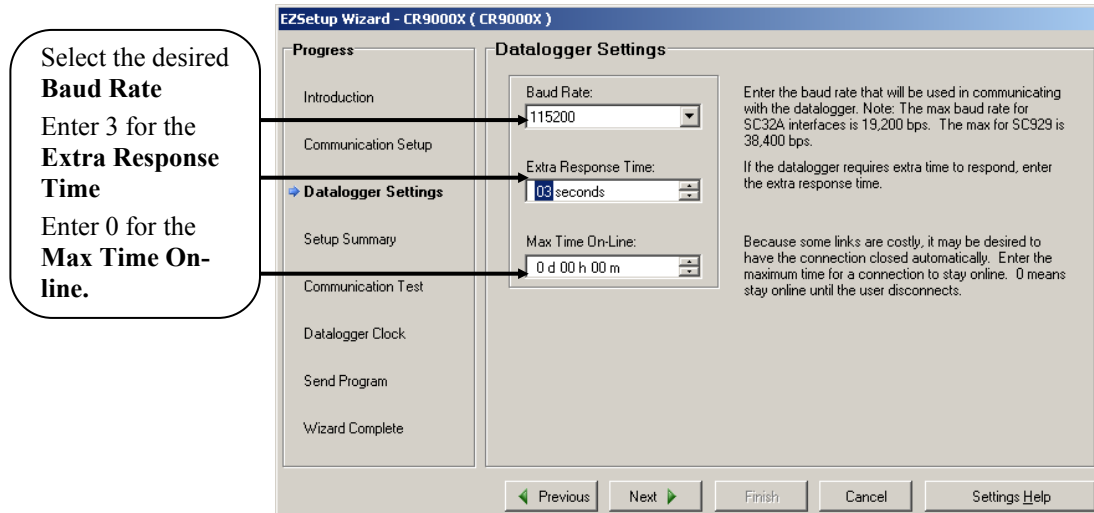 Select the desired
Baud Rate
Enter 3 for the
Extra Response
Time
Enter 0 for the
Max Time On-
line.
EZSetup Wizard - CR9000X ( CR9000X )
Progress
Introduction
Communication Setup
Datalogger Settings
Setup Summary
Communication Test
Datalogger Clock
Send Program
Wizard Complete
Datalogger Settings
Baud Rate:
115200
Enter the baud rate that will be used in communicating
with the datalogger. Note: The max baud rate for
SC32A interfaces is 19,200 bps. The max for SC929 is
38,400 bps.
Extra Response Time:
03 seconds
If the datalogger requires extra time to respond, enter
the extra response time.
Max Time On-Line:
0 d 00 h 00 m
Because some links are costly, it may be desired to
have the connection closed automatically. Enter the
maximum time for a connection to stay online. 0 means
stay online until the user disconnects.
Previous
Next
Finish
Cancel
Settings Help